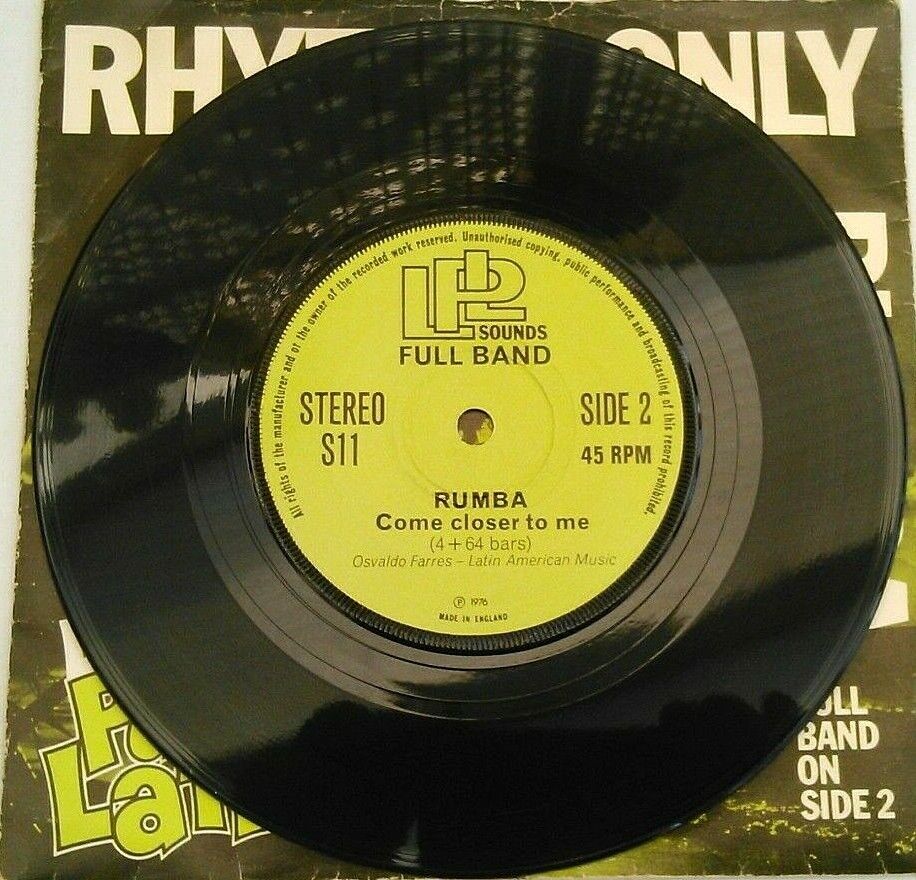 ONLY
All rights of the manufacturer and of the owner of the recorded work reserved. Unauthorised copying, public performance and broadcasting of this record prohibited.
LPL
SOUNDS
FULL BAND
STEREO
SIDE 2
S11
45 RPM
RUMBA
Come closer to me
(4 + 64 bars)
Osvaldo Farres – Latin American Music
Ⓟ 1976
MADE IN ENGLAND
FULL
BAND
ON
SIDE 2